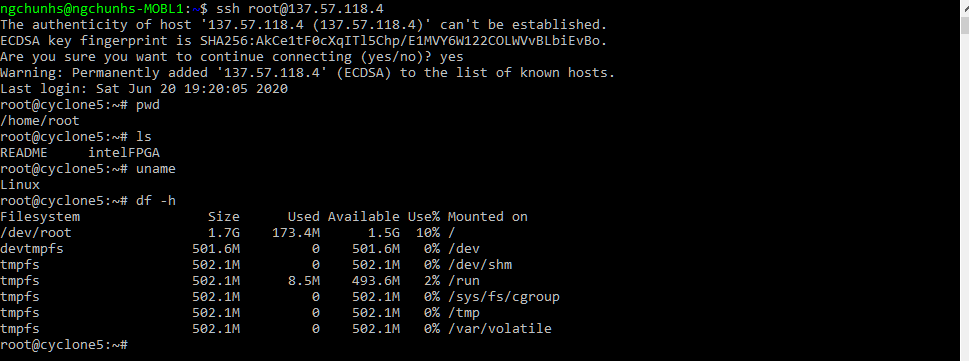 ngchunhs@ngchunhs-MOBL1:~$ ssh root@137.57.118.4
The authenticity of host '137.57.118.4 (137.57.118.4)' can't be established.
ECDSA key fingerprint is SHA256:AkCe1tF0cXqITl5Chp/E1MVY6W122COLWVvBLbiEvBo.
Are you sure you want to continue connecting (yes/no)? yes
Warning: Permanently added '137.57.118.4' (ECDSA) to the list of known hosts.
Last login: Sat Jun 20 19:20:05 2020
root@cyclone5:~# pwd
/home/root
root@cyclone5:~# ls
README     intelFPGA
root@cyclone5:~# uname
Linux
root@cyclone5:~# df -h
Filesystem                Size      Used Available Use% Mounted on
/dev/root                 1.7G    173.4M      1.5G  10% /
devtmpfs                501.6M         0    501.6M   0% /dev
tmpfs                   502.1M         0    502.1M   0% /dev/shm
tmpfs                   502.1M      8.5M    493.6M   2% /run
tmpfs                   502.1M         0    502.1M   0% /sys/fs/cgroup
tmpfs                   502.1M         0    502.1M   0% /tmp
tmpfs                   502.1M         0    502.1M   0% /var/volatile
root@cyclone5:~#